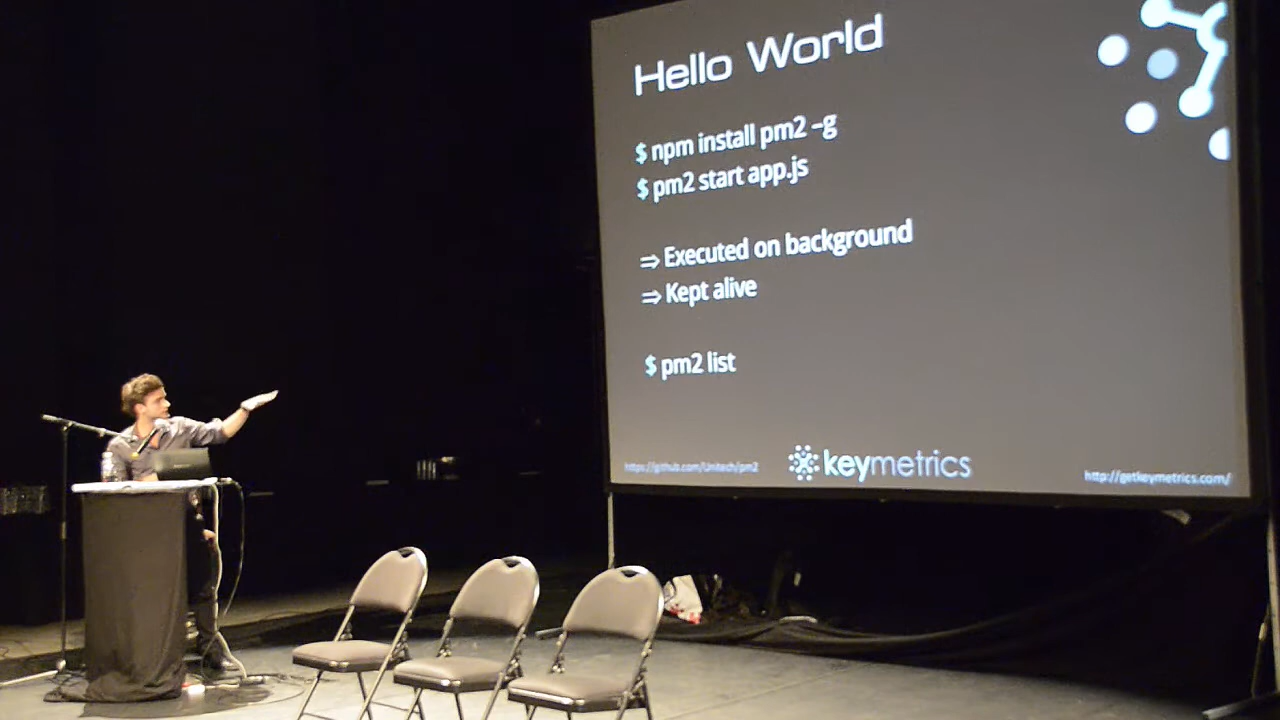 Hello World
$ npm install pm2 –g
$ pm2 start app.js
⇒ Executed on background
⇒ Kept alive
$ pm2 list
https://github.com/Unitech/pm2
keymetrics
http://getkeymetrics.com/